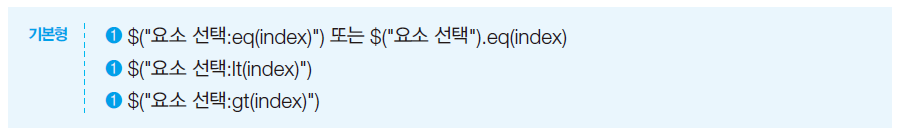 기본형
❶ $("요소 선택:eq(index)") 또는 $("요소 선택").eq(index)
❶ $("요소 선택:lt(index)")
❶ $("요소 선택:gt(index)")